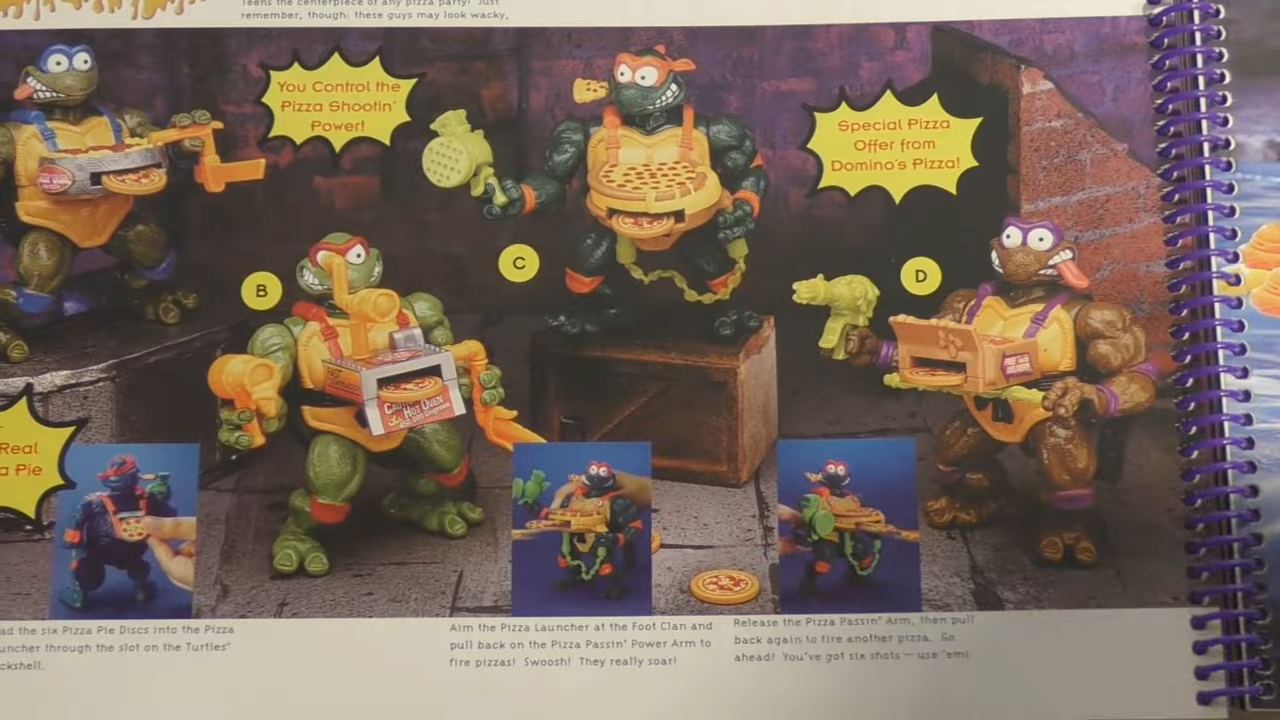 Teens the centerpiece of any pizza party! Just
remember, though: these guys may look wacky,
You Control the
Pizza Shootin'
Power!
Special Pizza
Offer from
Domino's Pizza!
B
C
D
CAUTION
HOT OVEN
Real
a Pie
ad the six Pizza Pie Discs into the Pizza
uncher through the slot on the Turtles'
ckshell.
Aim the Pizza Launcher at the Foot Clan and
pull back on the Pizza Passin' Power Arm to
fire pizzas! Swoosh! They really soar!
Release the Pizza Passin' Arm, then pull
back again to fire another pizza. Go
ahead! You've got six shots — use 'em!